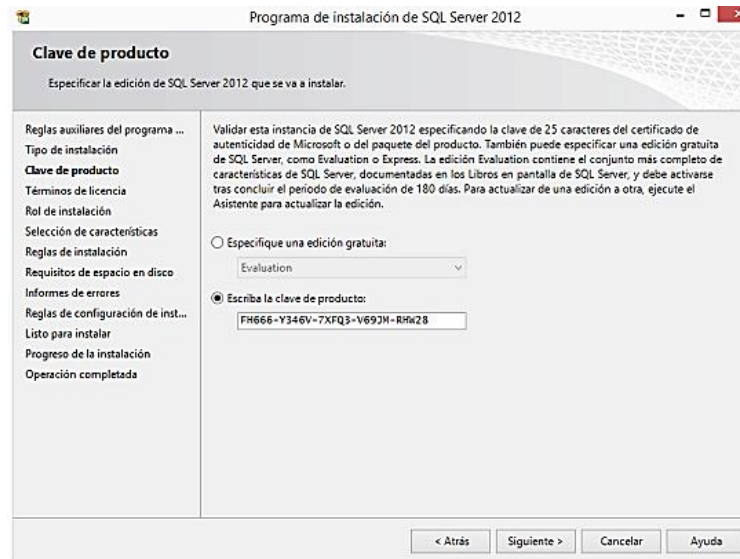 Programa de instalación de SQL Server 2012
Clave de producto
Especificar la edición de SQL Server 2012 que se va a instalar.
Reglas auxiliares del programa ...
Tipo de instalación
Clave de producto
Términos de licencia
Rol de instalación
Selección de características
Reglas de instalación
Requisitos de espacio en disco
Informes de errores
Reglas de configuración de inst...
Listo para instalar
Progreso de la instalación
Operación completada
Validar esta instancia de SQL Server 2012 especificando la clave de 25 caracteres del certificado de
autenticidad de Microsoft o del paquete del producto. También puede especificar una edición gratuita
de SQL Server, como Evaluation o Express. La edición Evaluation contiene el conjunto más completo de
características de SQL Server, documentadas en los Libros en pantalla de SQL Server, y debe activarse
tras concluir el periodo de evaluación de 180 días. Para actualizar de una edición a otra, ejecute el
Asistente para actualizar la edición.
Especifique una edición gratuita:
Evaluation
Escriba la clave de producto:
FH666-Y346V-7XFQ3-V69JM-RHW28
< Atrás
Siguiente >
Cancelar
Ayuda